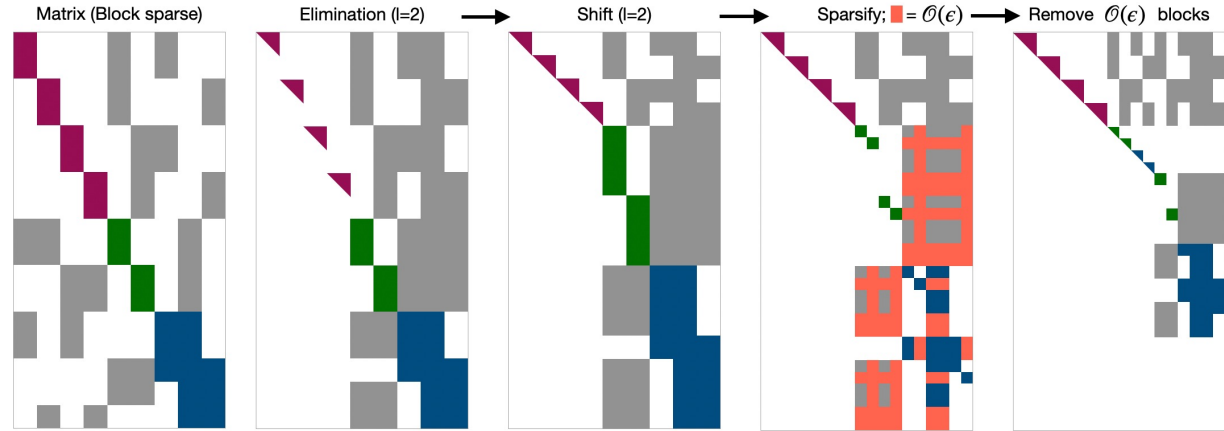 Matrix (Block sparse)
Elimination (l=2)
Shift (l=2)
Sparsify; = 𝒪(ϵ)
Remove 𝒪(ϵ) blocks